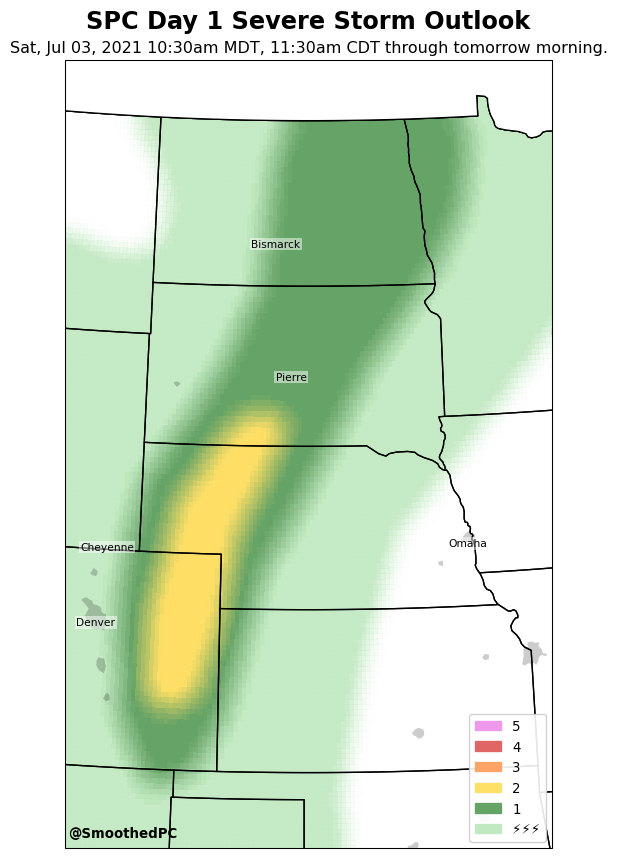 SPC Day 1 Severe Storm Outlook
Sat, Jul 03, 2021 10:30am MDT, 11:30am CDT through tomorrow morning.
Bismarck
Pierre
Cheyenne
Omaha
Denver
5
4
3
2
1
⚡⚡⚡
@SmoothedPC